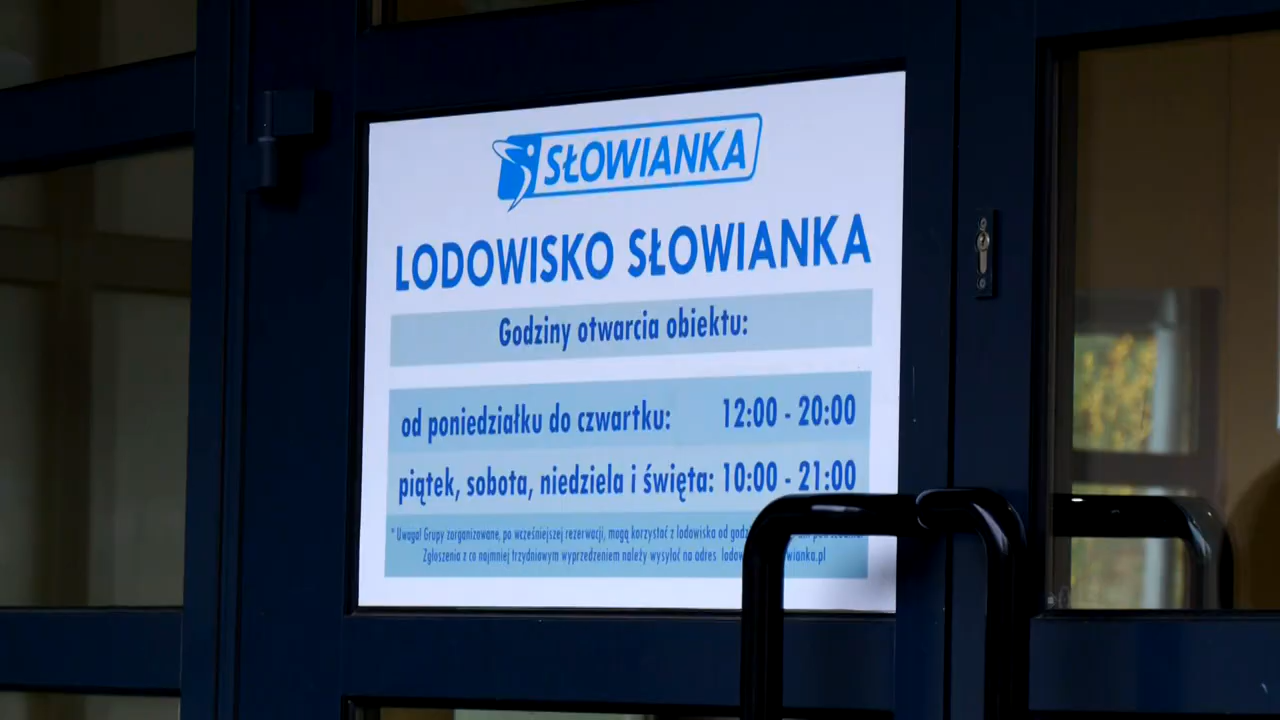 SŁOWIANKA
LODOWISKO SŁOWIANKA
Godziny otwarcia obiektu:
od poniedziałku do czwartku: 12:00 - 20:00
piątek, sobota, niedziela i święta: 10:00 - 21:00
* Uwaga! Grupy zorganizowane, po wcześniejszej rezerwacji, mogą korzystać z lodowiska od
Zgłoszenia z co najmniej trzydniowym wyprzedzeniem należy wysyłać na adres